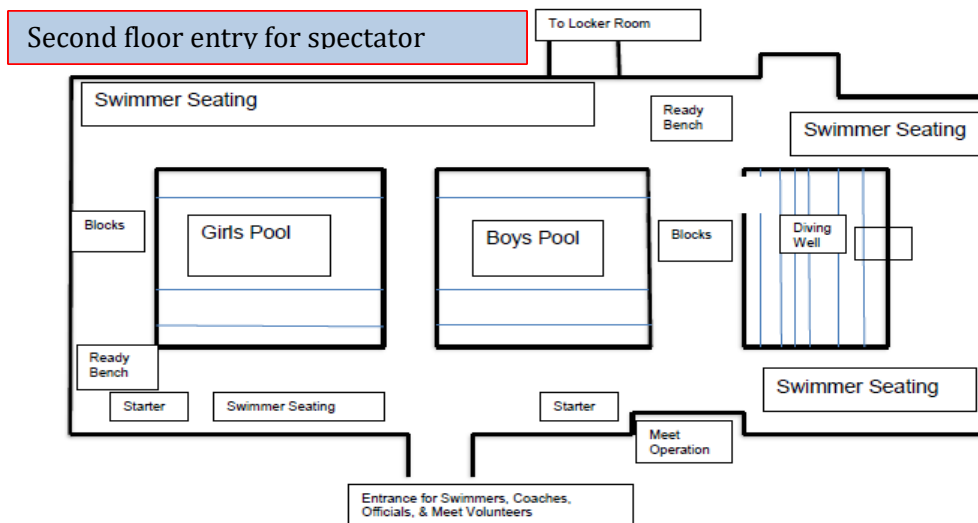 To Locker Room
Second floor entry for spectator
Swimmer Seating
Ready
Bench
Swimmer Seating
Blocks
Girls Pool
Boys Pool
Blocks
Diving
Well
Ready
Bench
Swimmer Seating
Starter
Swimmer Seating
Starter
Meet
Operation
Entrance for Swimmers, Coaches,
Officials, & Meet Volunteers